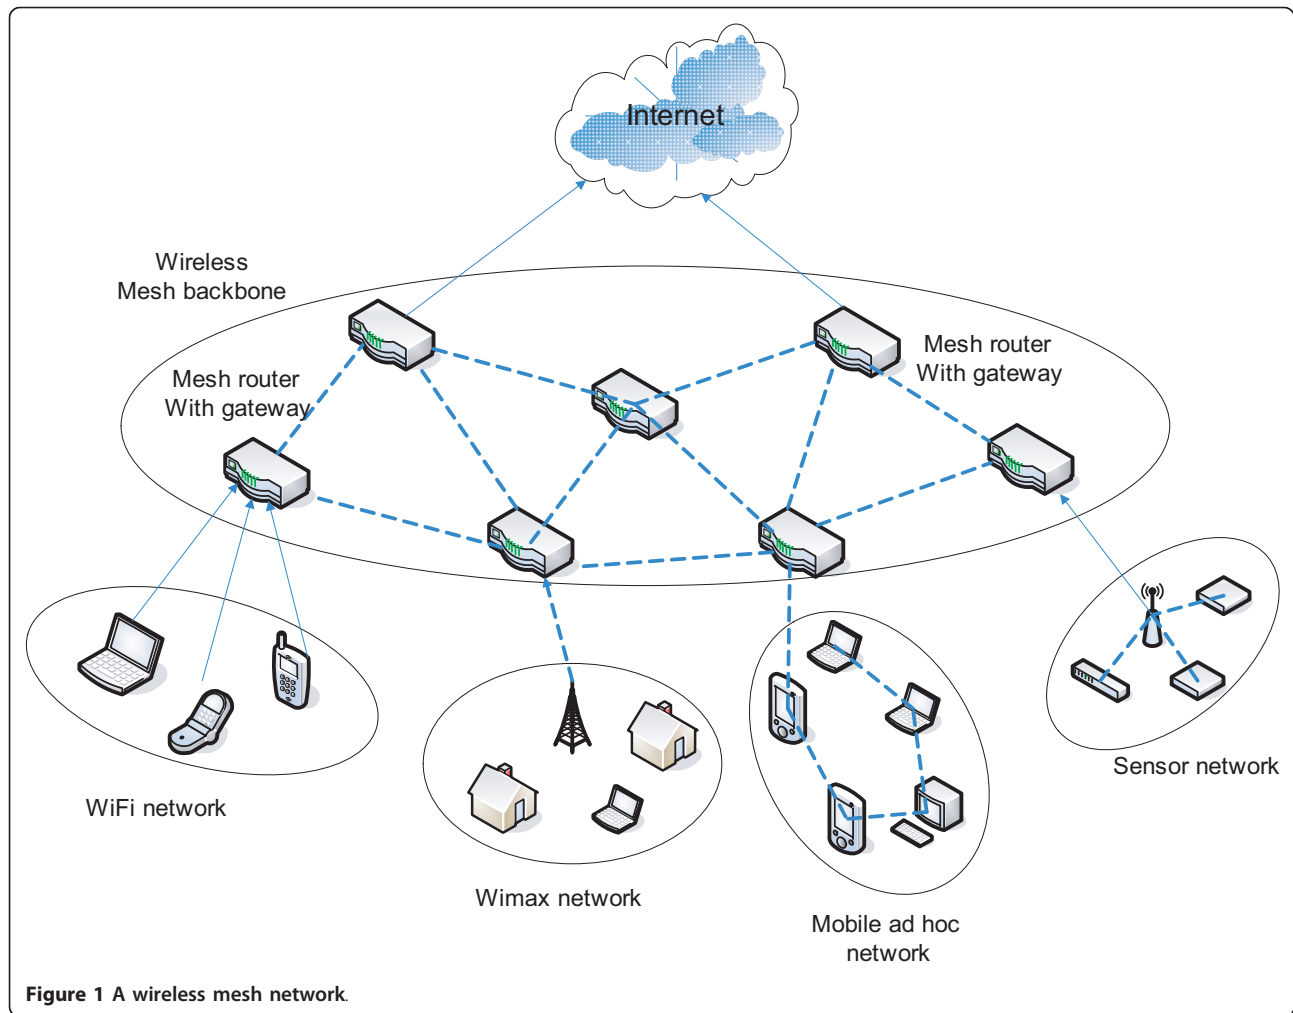 Internet
Wireless
Mesh backbone
Mesh router
With gateway
Mesh router
With gateway
WiFi network
Wimax network
Mobile ad hoc
network
Sensor network
Figure 1 A wireless mesh network.